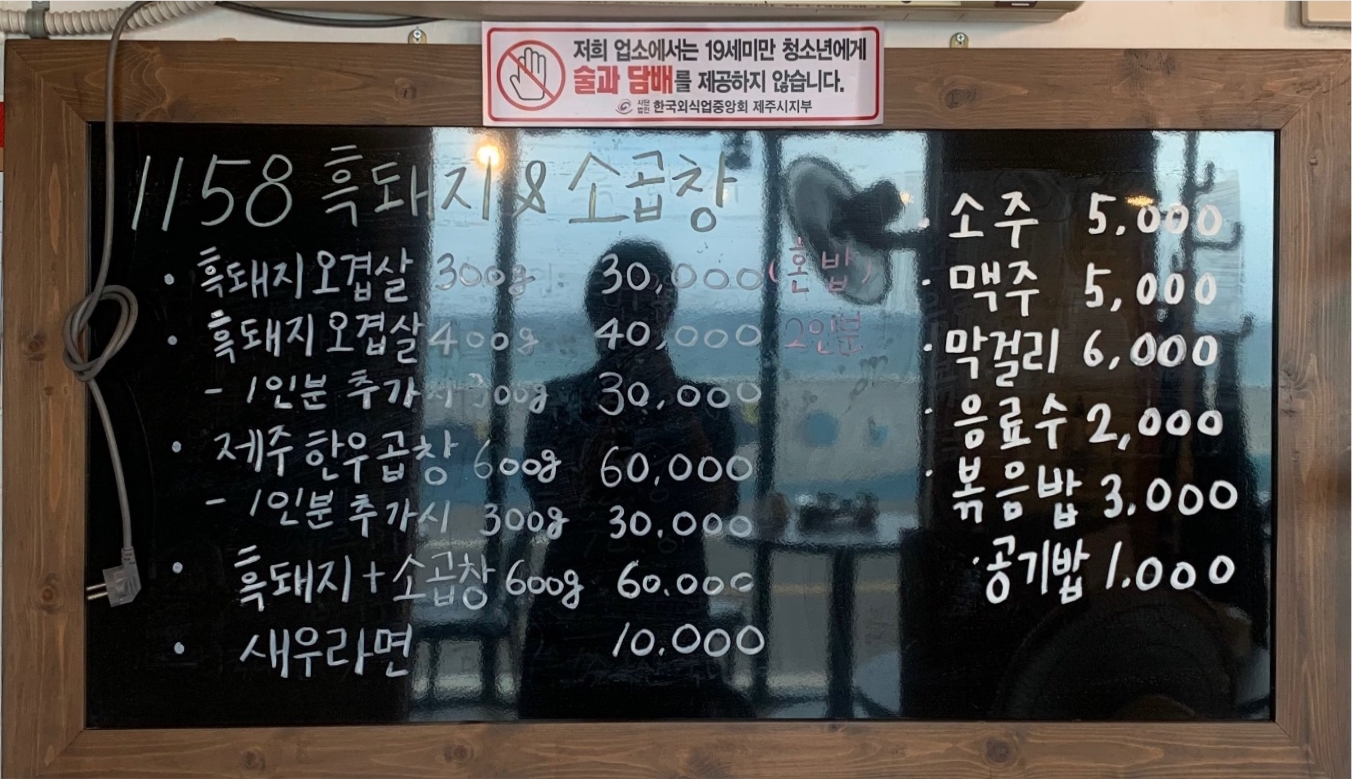 저희 업소에서는 19세미만 청소년에게
술과 담배를 제공하지 않습니다.
사단법인 한국외식업중앙회 제주시지부
1158 흑돼지 & 소곱창
• 흑돼지오겹살 300g 30,000 (혼밥)
• 흑돼지오겹살 400g 40,000 2인분
- 1인분 추가시 300g 30,000
• 제주한우곱창 600g 60,000
- 1인분 추가시 300g 30.000
• 흑돼지+소곱창 600g 60.000
• 새우라면 10.000
· 소주 5,000
· 맥주 5,000
· 막걸리 6,000
· 음료수 2,000
· 볶음밥 3.000
· 공기밥 1.000